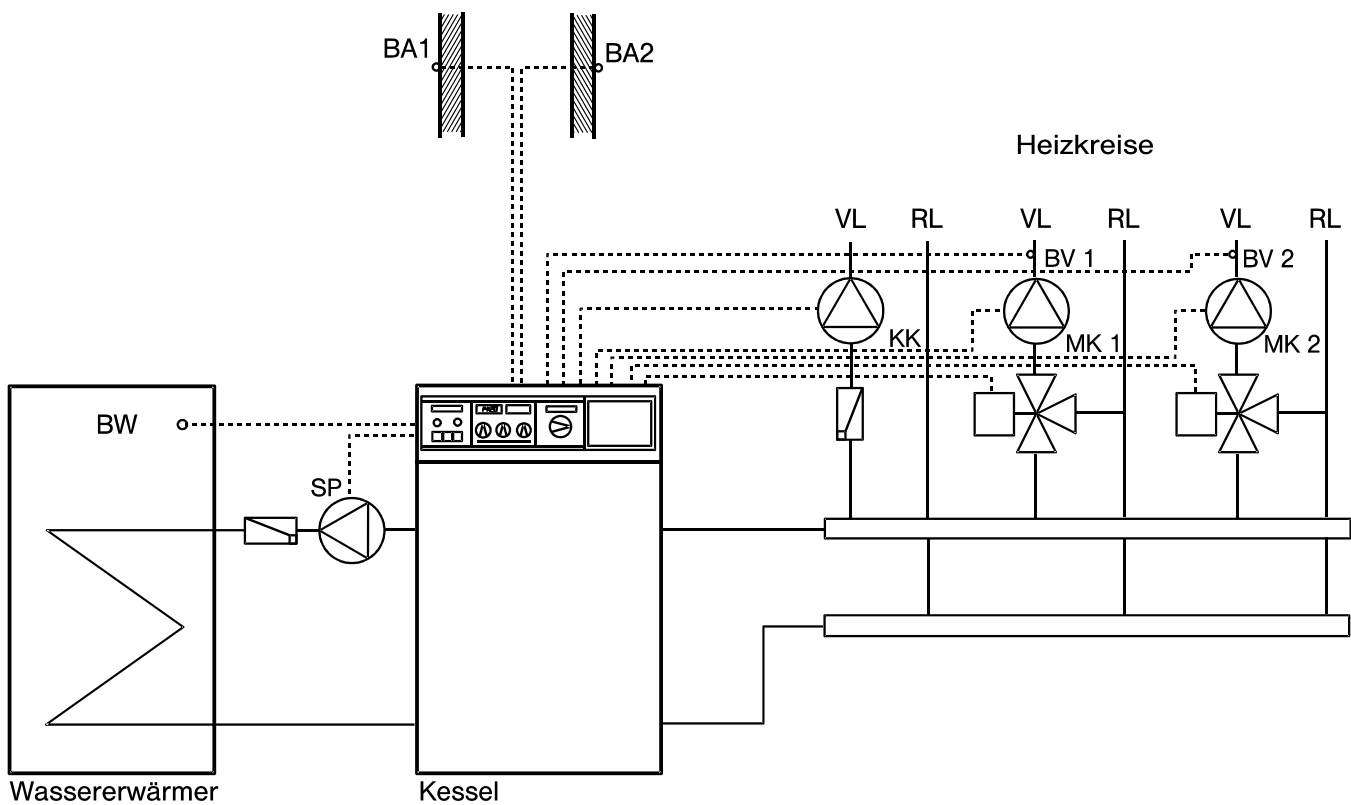 BA1
BA2
Heizkreise
VL RL VL RL VL RL
BV 1
BV 2
KK
MK 1
MK 2
BW
SP
Wassererwärmer
Kessel